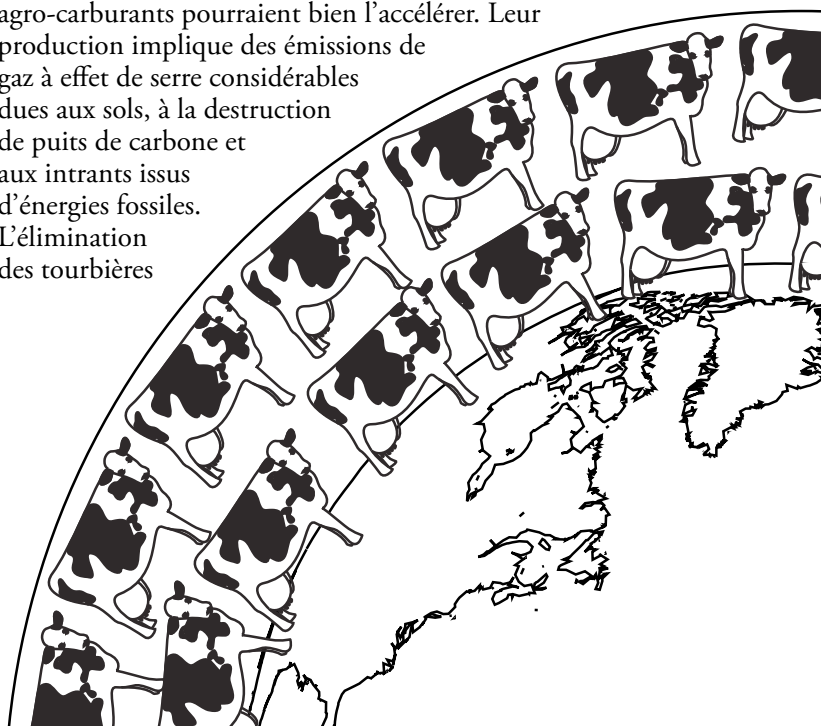 agro-carburants pourraient bien l’accélérer. Leur
production implique des émissions de
gaz à effet de serre considérables
dues aux sols, à la destruction
de puits de carbone et
aux intrants issus
d’énergies fossiles.
L’élimination
des tourbières